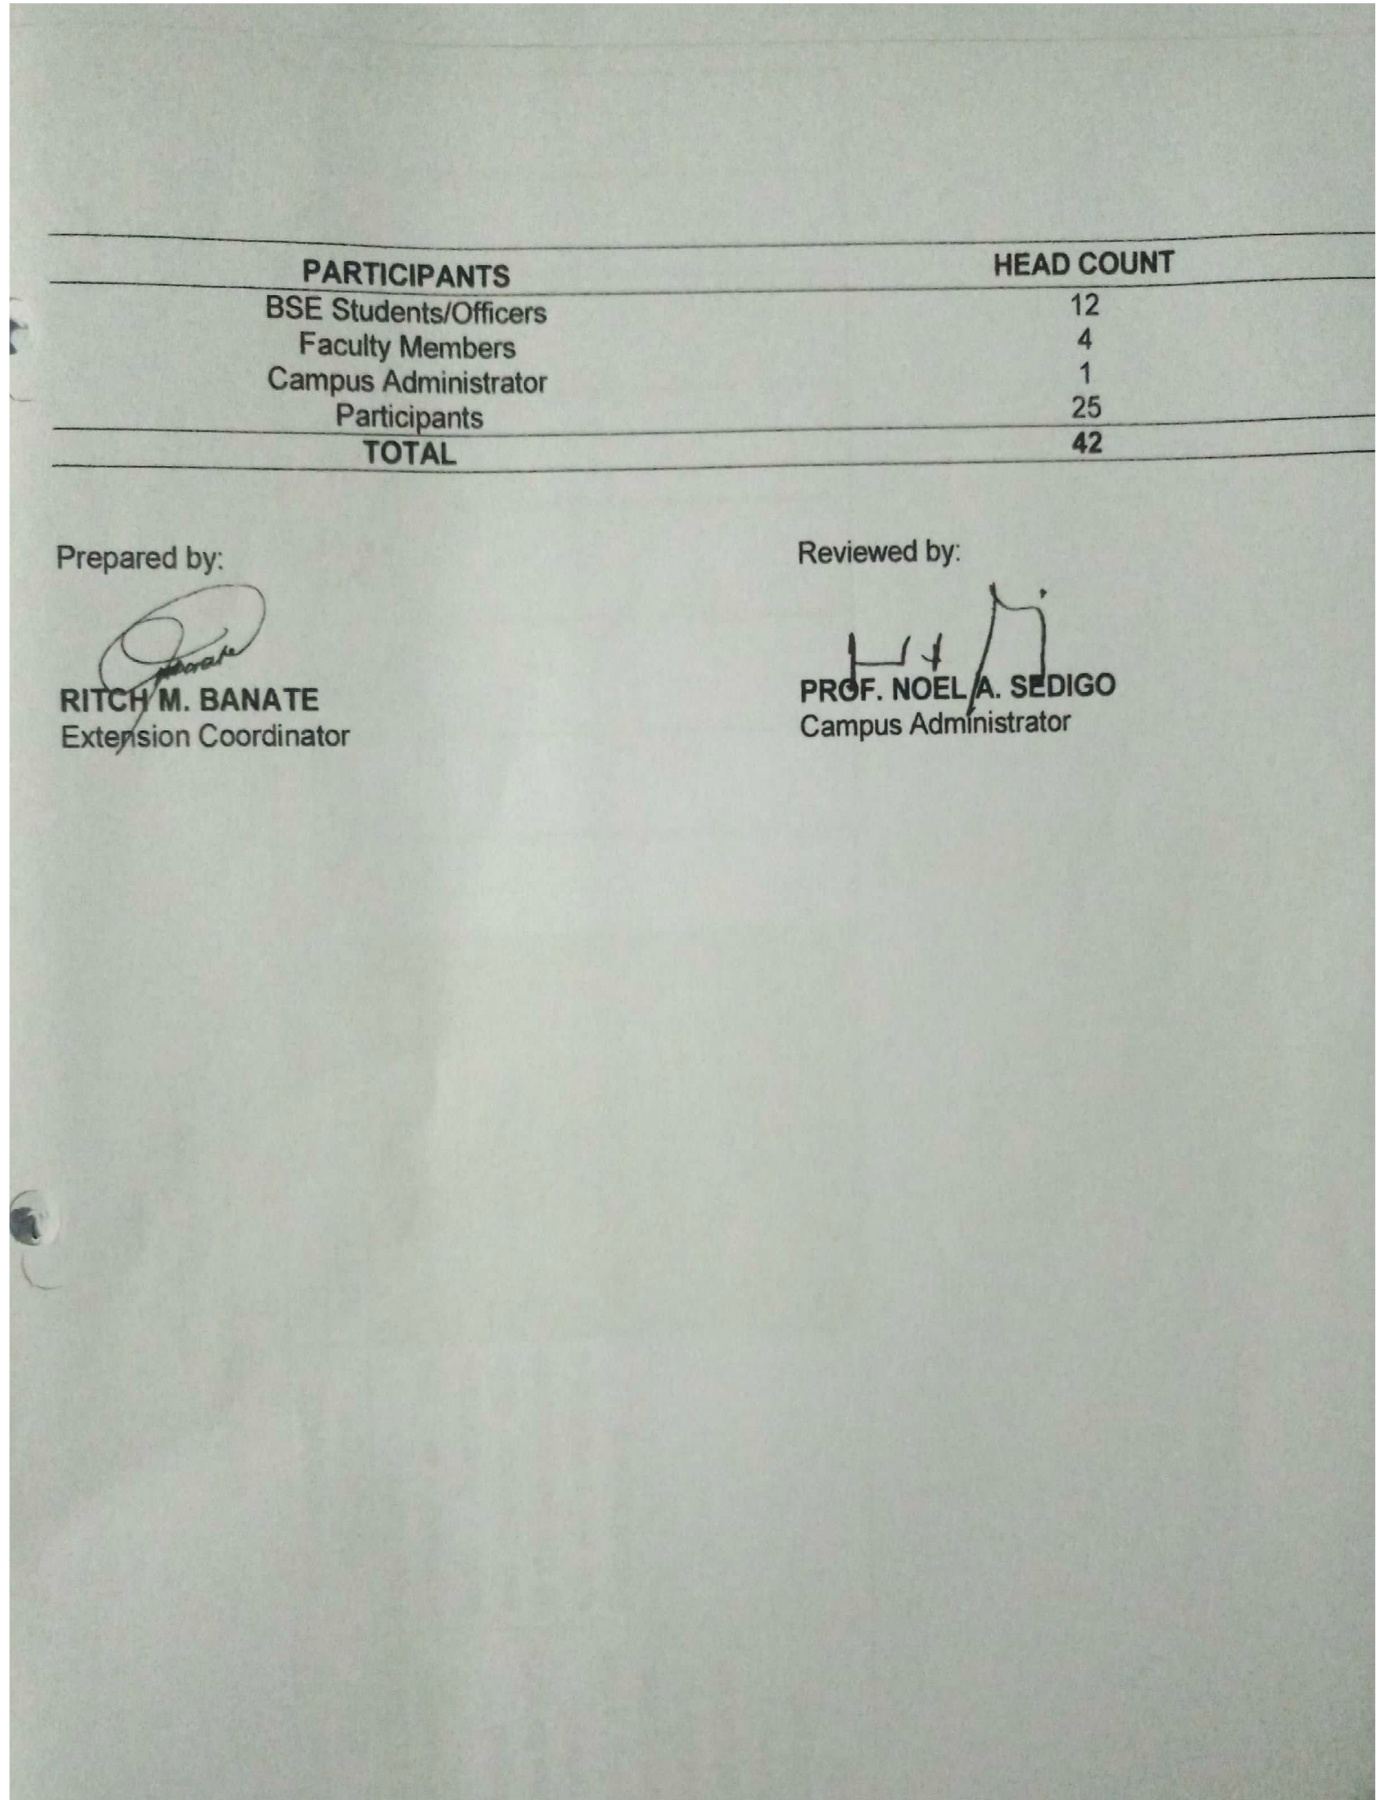 PARTICIPANTS HEAD COUNT
BSE Students/Officers 12
Faculty Members 4
Campus Administrator 1
Participants 25
TOTAL 42
Prepared by: Reviewed by:
RITCH M. BANATE PROF. NOEL A. SEDIGO
Extension Coordinator Campus Administrator